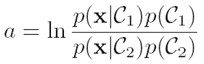 a = ln p(x|C₁)p(C₁) / p(x|C₂)p(C₂)